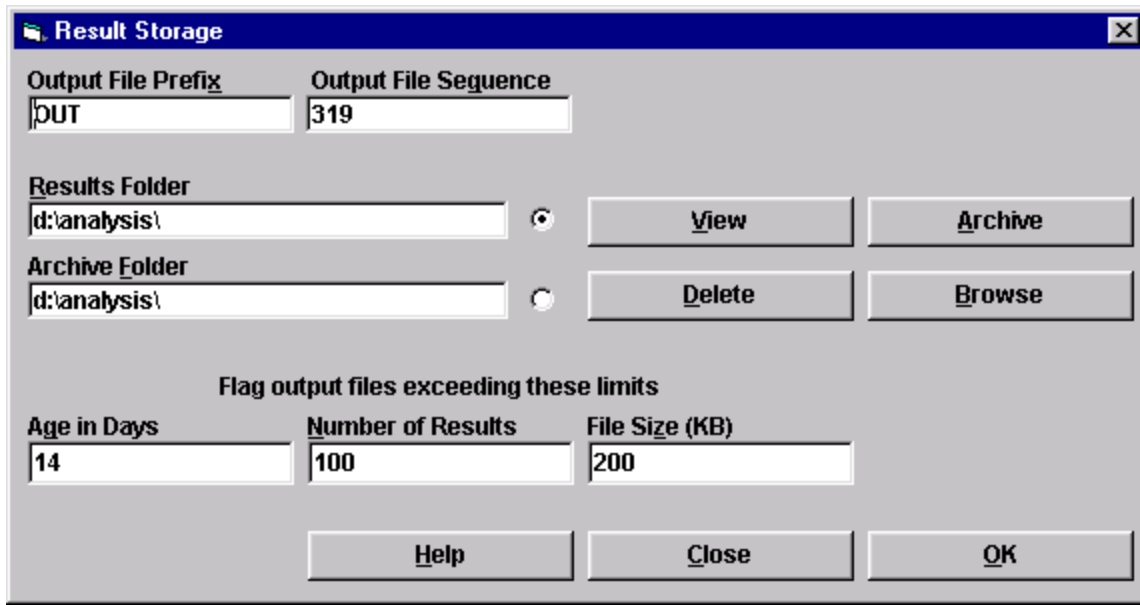 Result Storage
Output File Prefix Output File Sequence
OUT 319
Results Folder
d:\analysis\ View Archive
Archive Folder
d:\analysis\ Delete Browse
Flag output files exceeding these limits
Age in Days Number of Results File Size (KB)
14 100 200
Help Close OK